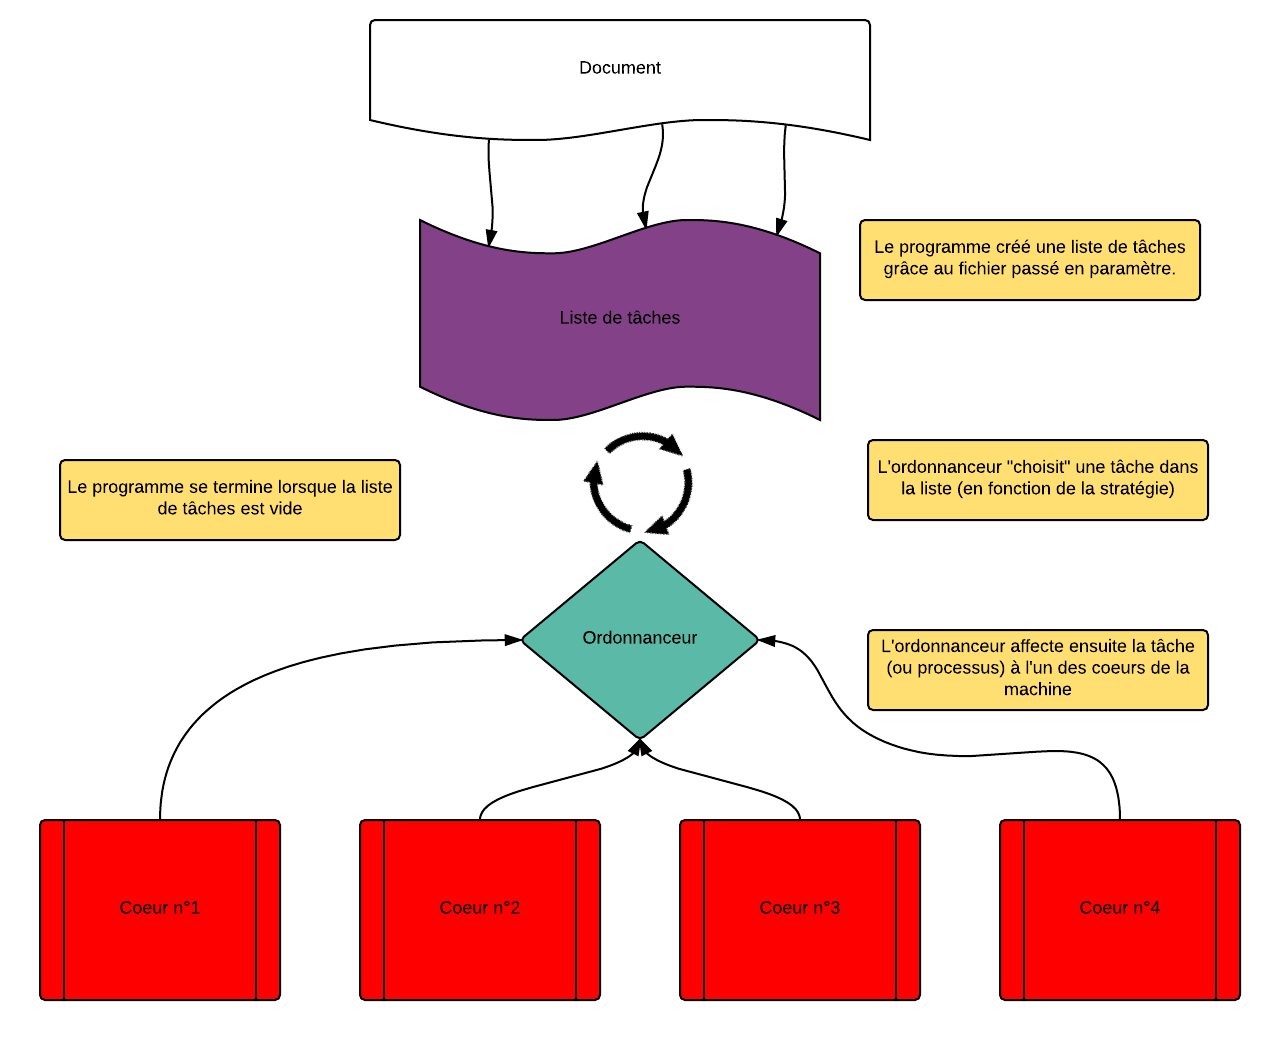 Document
Le programme créé une liste de tâches
grâce au fichier passé en paramètre.
Liste de tâches
L'ordonnanceur "choisit" une tâche dans
la liste (en fonction de la stratégie)
Le programme se termine lorsque la liste
de tâches est vide
Ordonnanceur
L'ordonnanceur affecte ensuite la tâche
(ou processus) à l'un des coeurs de la
machine
Coeur n°1
Coeur n°2
Coeur n°3
Coeur n°4